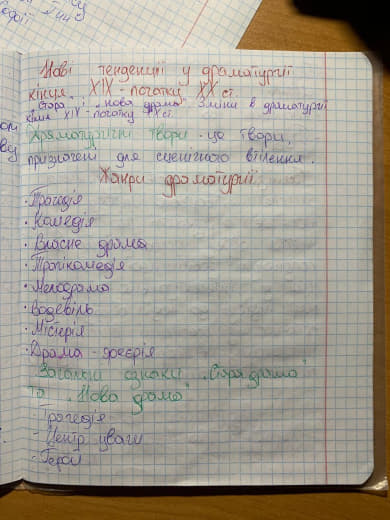 Нові тенденції у драматургії
кінця XIX - початку XX ст.
"Стара" і "нова драма" Зміни в драматургії
кінця XIX - початку XX ст.
Драматургічні твори - це твори,
призначені для сценічного втілення.
Жанри драматургії
· Трагедія
· Комедія
· Власне драма
· Трагікомедія
· Мелодрама
· Водевіль
· Містерія
· Драма - феєрія
Загальні ознаки "Стара драма"
та "Нова драма"
- Трагедія
- Центр уваги
- Герої